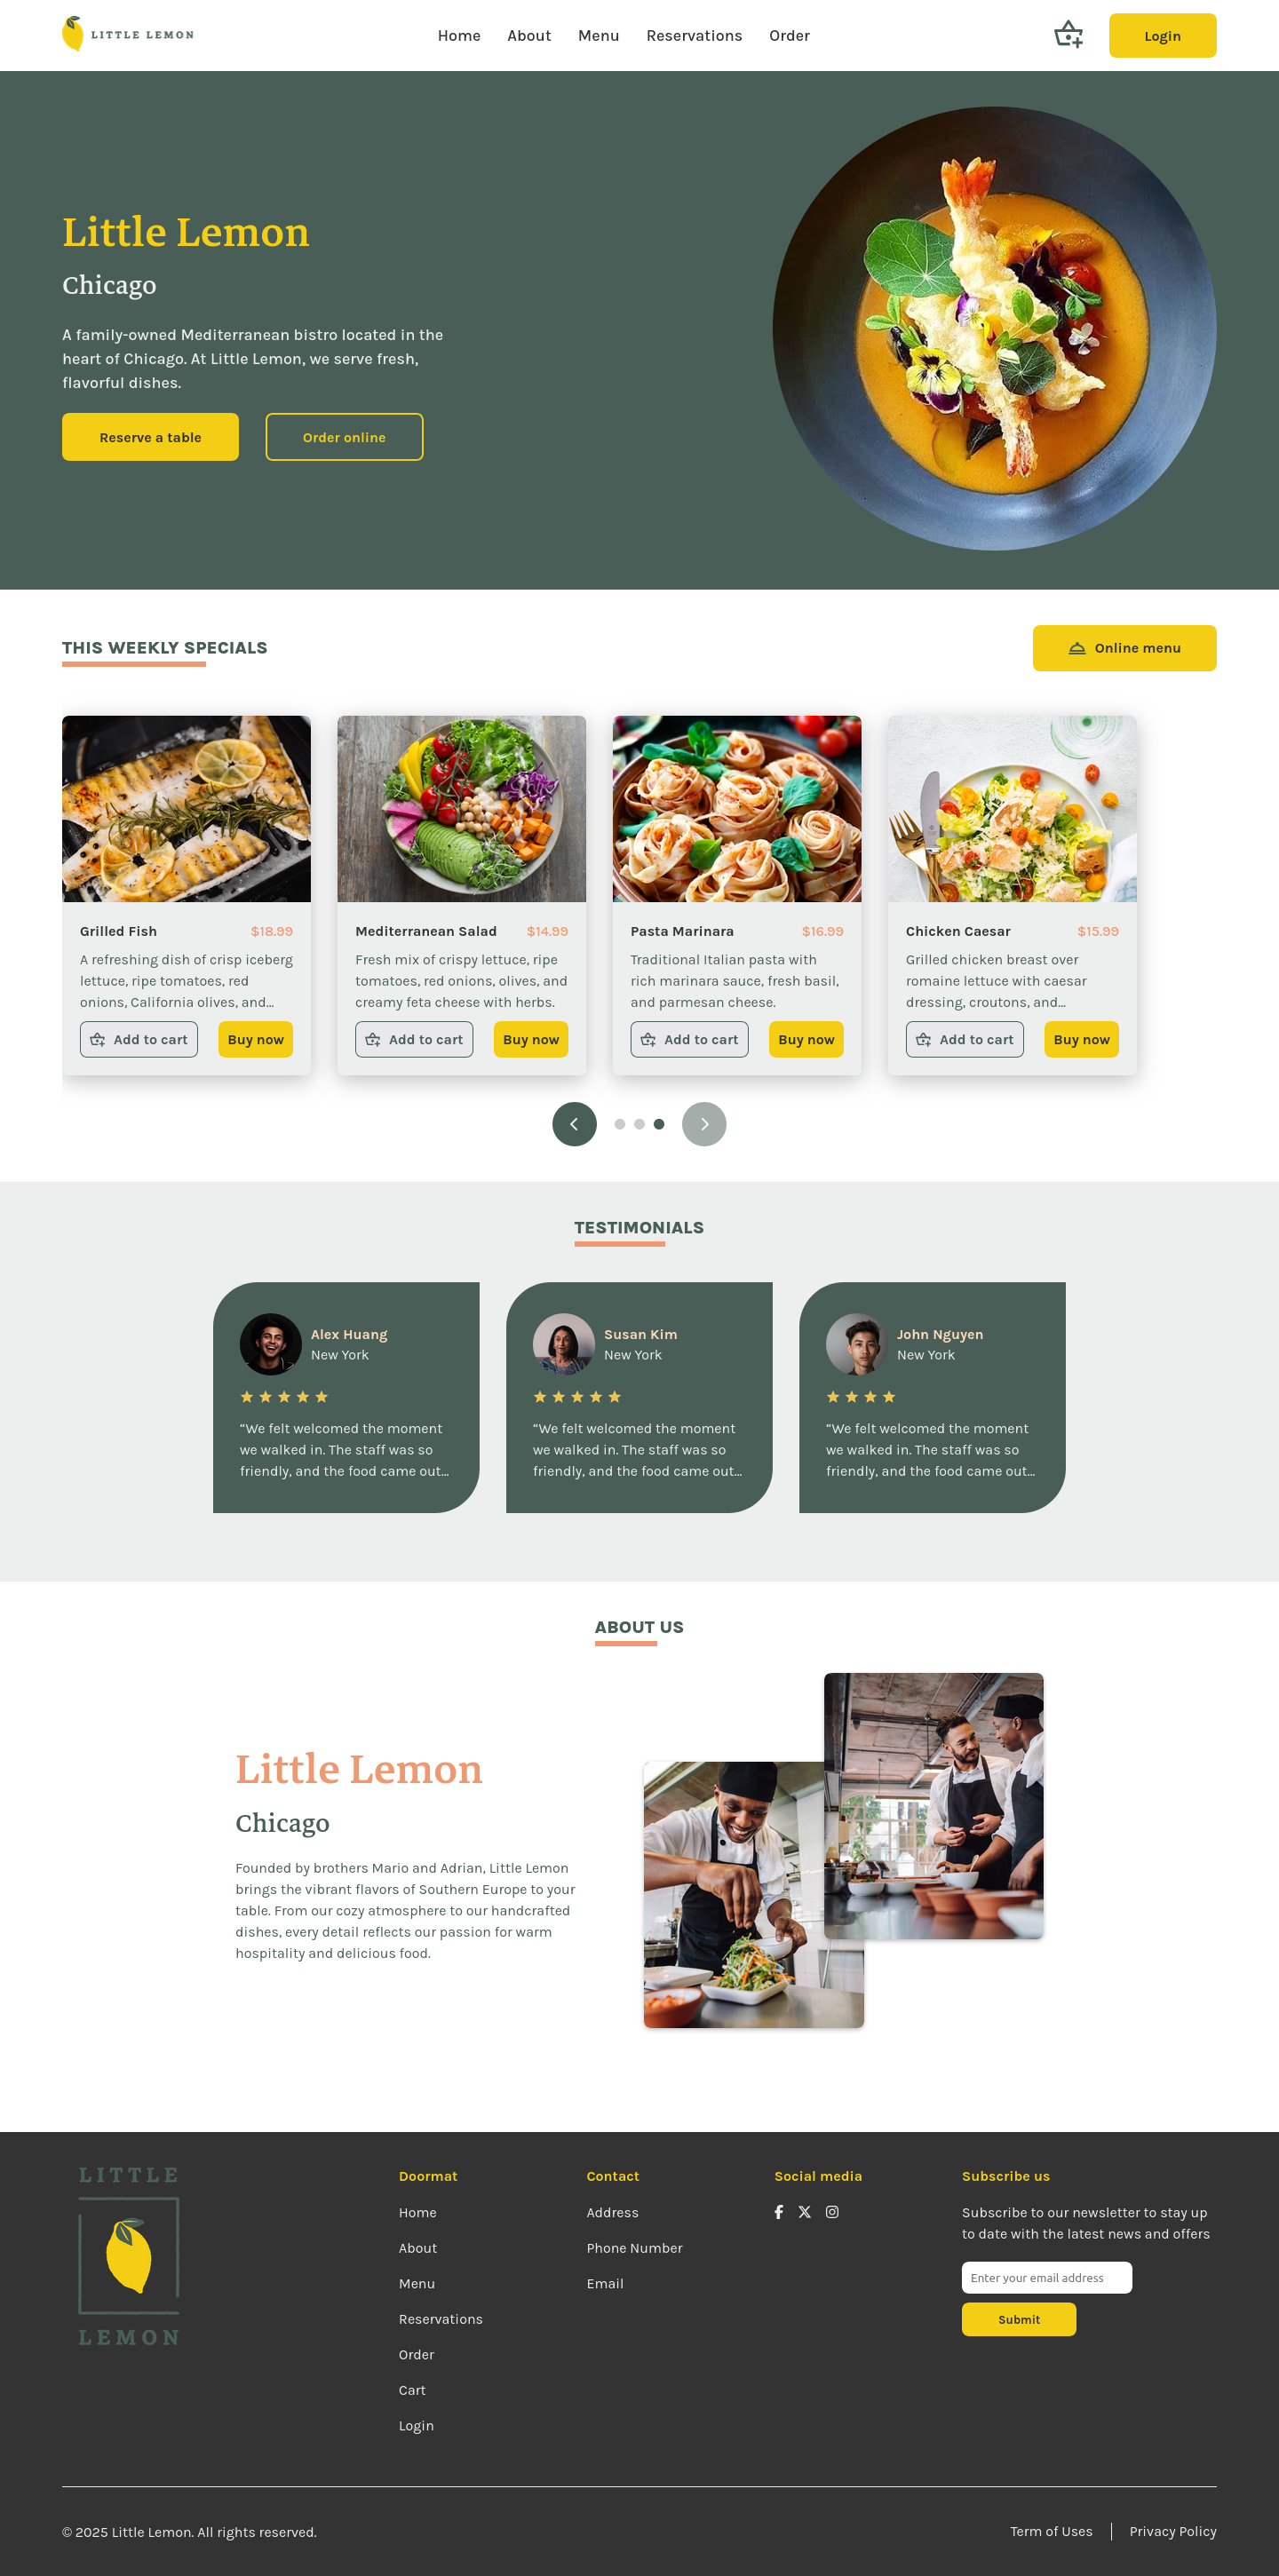 LITTLE LEMON
Home
About
Menu
Reservations
Order
Login
Little Lemon
Chicago
A family-owned Mediterranean bistro located in the
heart of Chicago. At Little Lemon, we serve fresh,
flavorful dishes.
Reserve a table
Order online
THIS WEEKLY SPECIALS
Online menu
Grilled Fish
$18.99
A refreshing dish of crisp iceberg
lettuce, ripe tomatoes, red
onions, California olives, and...
Add to cart
Buy now
Mediterranean Salad
$14.99
Fresh mix of crispy lettuce, ripe
tomatoes, red onions, olives, and
creamy feta cheese with herbs.
Add to cart
Buy now
Pasta Marinara
$16.99
Traditional Italian pasta with
rich marinara sauce, fresh basil,
and parmesan cheese.
Add to cart
Buy now
Chicken Caesar
$15.99
Grilled chicken breast over
romaine lettuce with caesar
dressing, croutons, and...
Add to cart
Buy now
TESTIMONIALS
Alex Huang
New York
“We felt welcomed the moment
we walked in. The staff was so
friendly, and the food came out...
Susan Kim
New York
“We felt welcomed the moment
we walked in. The staff was so
friendly, and the food came out...
John Nguyen
New York
“We felt welcomed the moment
we walked in. The staff was so
friendly, and the food came out...
ABOUT US
Little Lemon
Chicago
Founded by brothers Mario and Adrian, Little Lemon
brings the vibrant flavors of Southern Europe to your
table. From our cozy atmosphere to our handcrafted
dishes, every detail reflects our passion for warm
hospitality and delicious food.
LITTLE
LEMON
Doormat
Home
About
Menu
Reservations
Order
Cart
Login
Contact
Address
Phone Number
Email
Social media
Subscribe us
Subscribe to our newsletter to stay up
to date with the latest news and offers
Enter your email address
Submit
© 2025 Little Lemon. All rights reserved.
Term of Uses
Privacy Policy